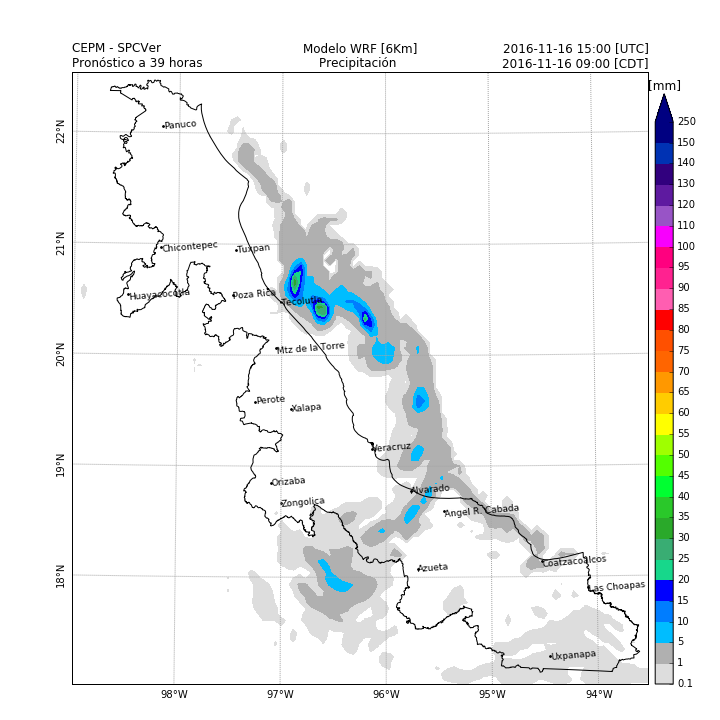 CEPM - SPCVer
Modelo WRF [6Km]
2016-11-16 15:00 [UTC]
Pronóstico a 39 horas
Precipitación
2016-11-16 09:00 [CDT]
[mm]
250
150
140
130
120
110
100
95
90
85
80
75
70
65
60
55
50
45
40
35
30
25
20
15
10
5
1
0.1
22°N
21°N
20°N
19°N
18°N
Panuco
Chicontepec
Tuxpan
Huayacocotla
Poza Rica
Tecolutla
Mtz de la Torre
Perote
Xalapa
Veracruz
Orizaba
Alvarado
Zongolica
Angel R. Cabada
Azueta
Coatzacoalcos
Las Choapas
Uxpanapa
98°W
97°W
96°W
95°W
94°W